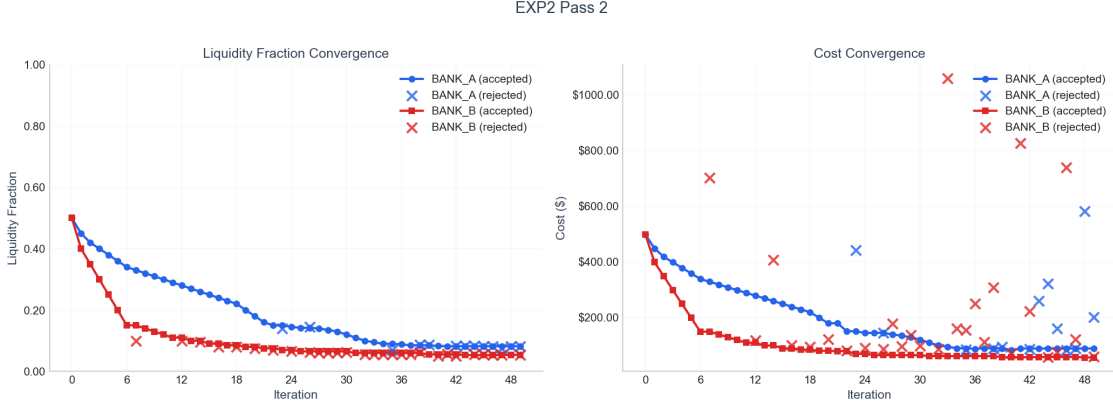 EXP2 Pass 2
Liquidity Fraction Convergence
1.00
0.80
0.60
0.40
0.20
0.00
Liquidity Fraction
0 6 12 18 24 30 36 42 48
Iteration
BANK_A (accepted)
BANK_A (rejected)
BANK_B (accepted)
BANK_B (rejected)
Cost Convergence
$1000.00
$800.00
$600.00
$400.00
$200.00
Cost ($)
0 6 12 18 24 30 36 42 48
Iteration
BANK_A (accepted)
BANK_A (rejected)
BANK_B (accepted)
BANK_B (rejected)